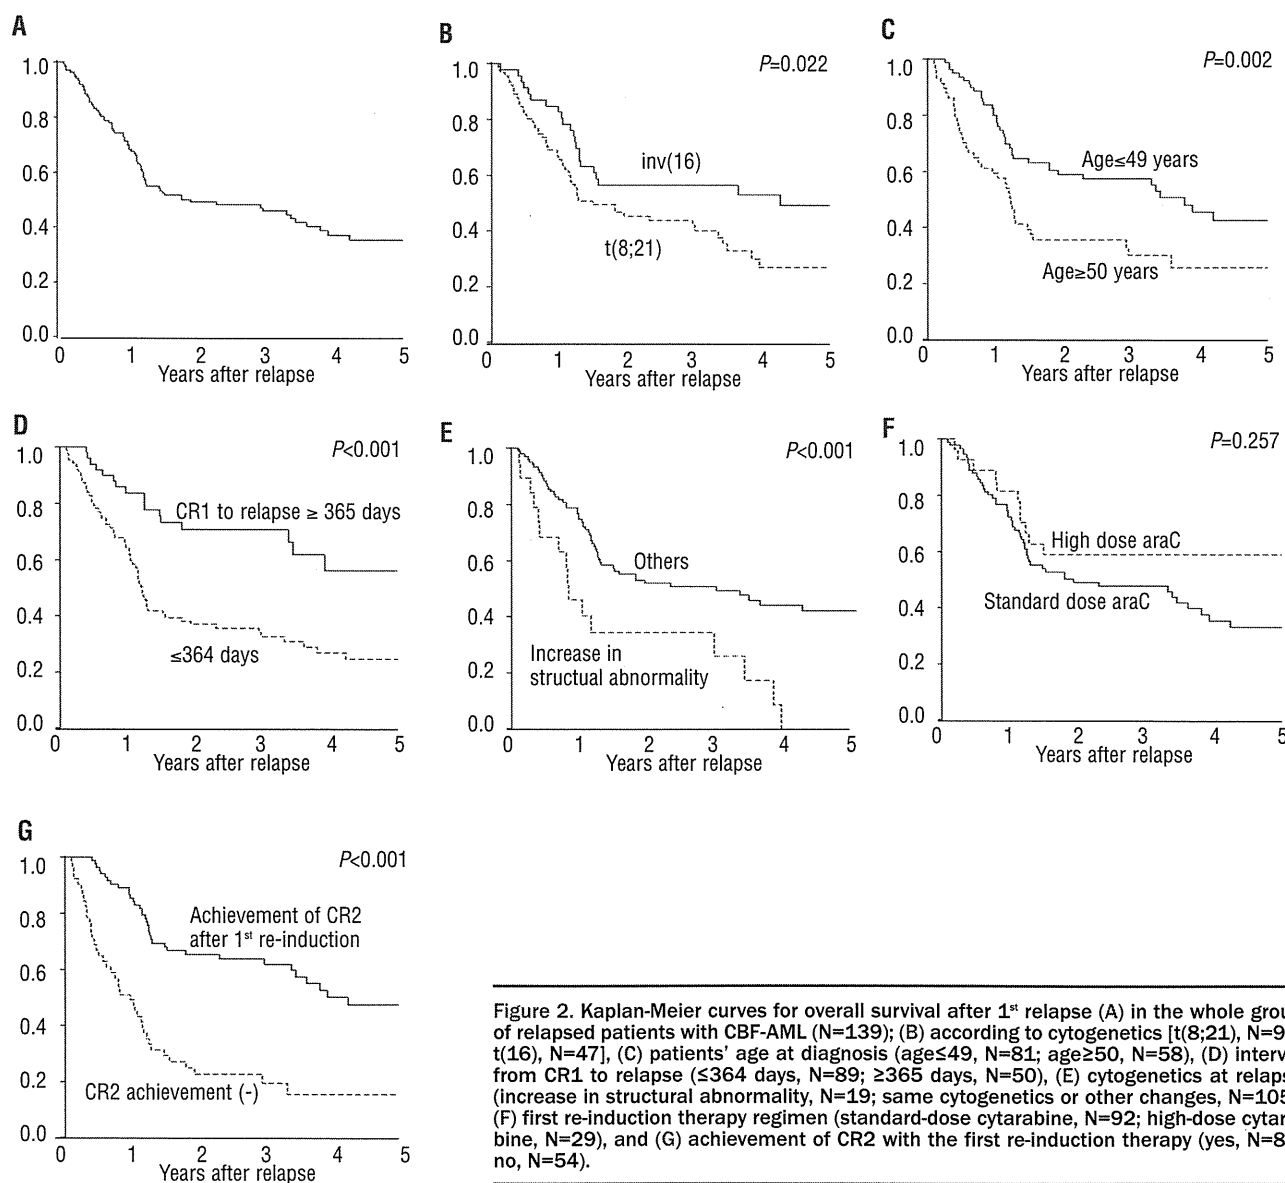 A
1.0
0.8
0.6
0.4
0.2
0.0
0 1 2 3 4 5
Years after relapse
B
P=0.022
1.0
0.8
0.6
0.4
0.2
0.0
inv(16)
t(8;21)
0 1 2 3 4 5
Years after relapse
C
P=0.002
1.0
0.8
0.6
0.4
0.2
0.0
Age≤49 years
Age≥50 years
0 1 2 3 4 5
Years after relapse
D
P<0.001
1.0
0.8
0.6
0.4
0.2
0.0
CR1 to relapse ≥ 365 days
≤364 days
0 1 2 3 4 5
Years after relapse
E
P<0.001
1.0
0.8
0.6
0.4
0.2
0.0
Others
Increase in
structual abnormality
0 1 2 3 4 5
Years after relapse
F
P=0.257
1.0
0.8
0.6
0.4
0.2
0.0
High dose araC
Standard dose araC
0 1 2 3 4 5
Years after relapse
G
P<0.001
1.0
0.8
0.6
0.4
0.2
0.0
Achievement of CR2
after 1st re-induction
CR2 achievement (-)
0 1 2 3 4 5
Years after relapse
Figure 2. Kaplan-Meier curves for overall survival after 1st relapse (A) in the whole grou
of relapsed patients with CBF-AML (N=139); (B) according to cytogenetics [t(8;21), N=9
t(16), N=47], (C) patients' age at diagnosis (age≤49, N=81; age≥50, N=58), (D) interv
from CR1 to relapse (≤364 days, N=89; ≥365 days, N=50), (E) cytogenetics at relaps
(increase in structural abnormality, N=19; same cytogenetics or other changes, N=105
(F) first re-induction therapy regimen (standard-dose cytarabine, N=92; high-dose cytar
bine, N=29), and (G) achievement of CR2 with the first re-induction therapy (yes, N=8
no, N=54).